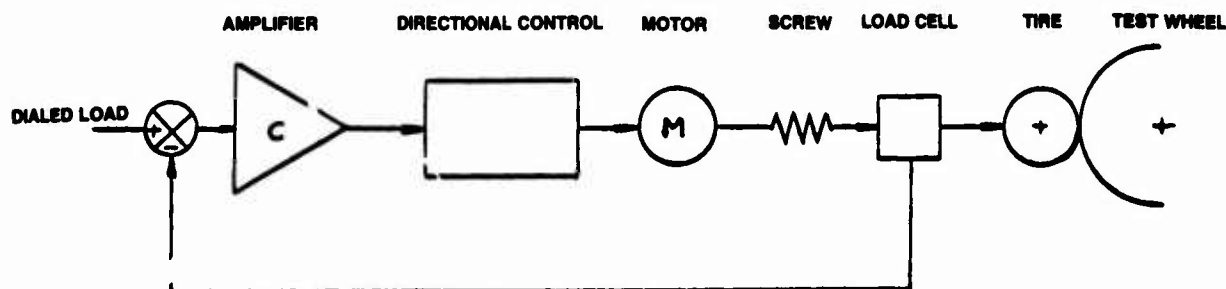 AMPLIFIER DIRECTIONAL CONTROL MOTOR SCREW LOAD CELL TIRE TEST WHEEL
DIALED LOAD + - C M + +